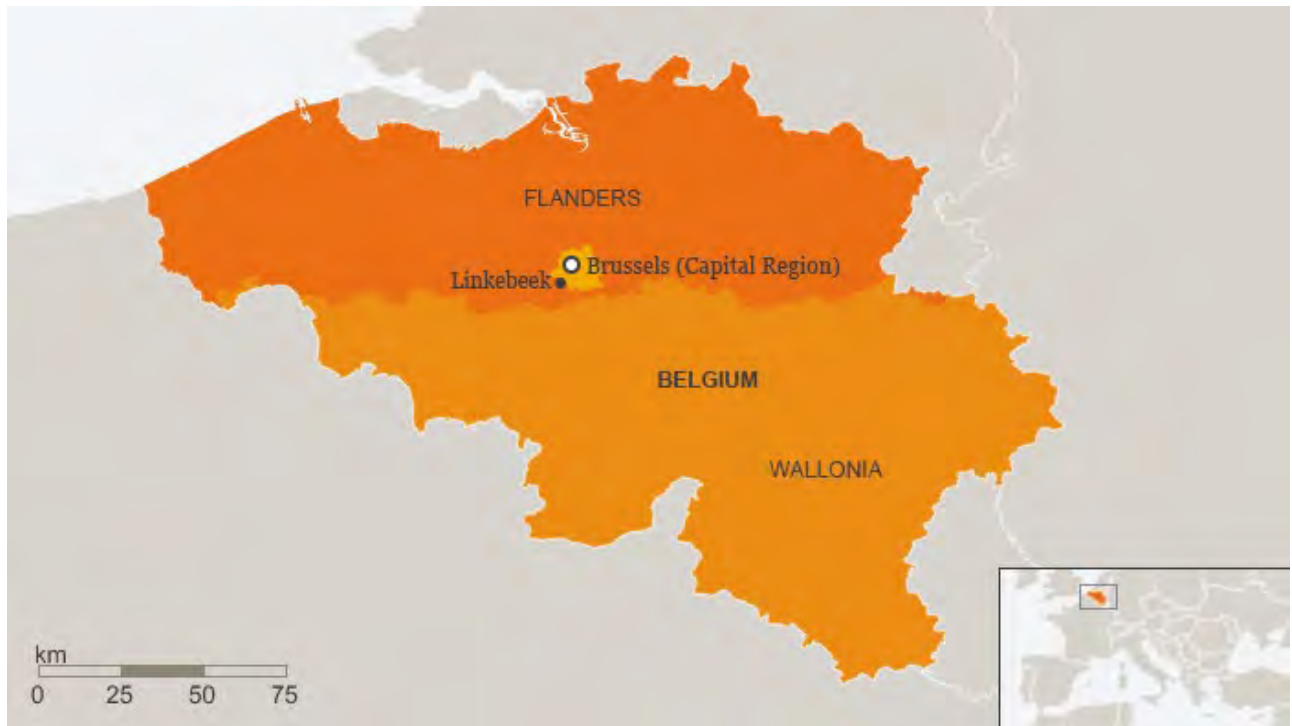 FLANDERS
Brussels (Capital Region)
Linkebeek
BELGIUM
WALLONIA
km
0 25 50 75